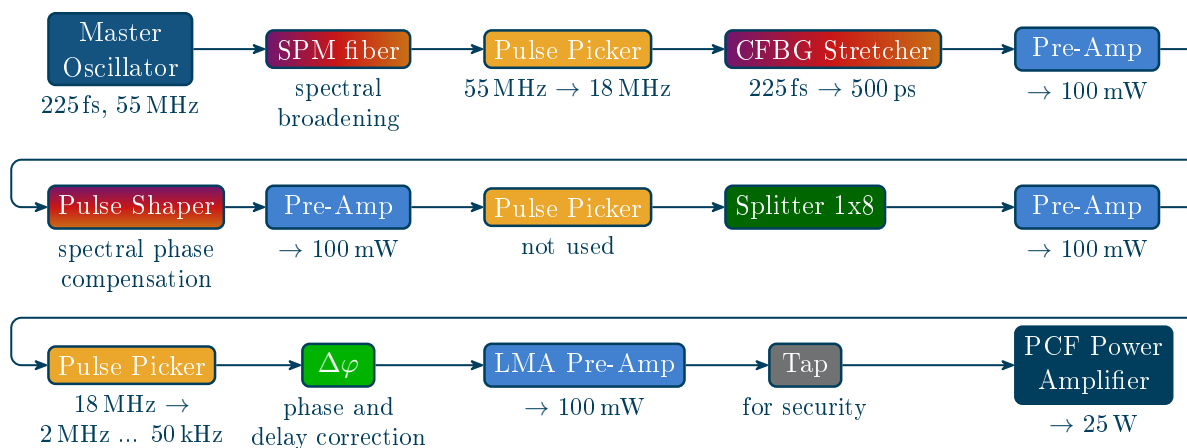 Master
Oscillator
225 fs, 55 MHz
SPM fiber
spectral
broadening
Pulse Picker
55 MHz → 18 MHz
CFBG Stretcher
225 fs → 500 ps
Pre-Amp
→ 100 mW
Pulse Shaper
spectral phase
compensation
Pre-Amp
→ 100 mW
Pulse Picker
not used
Splitter 1x8
Pre-Amp
→ 100 mW
Pulse Picker
18 MHz →
2 MHz ... 50 kHz
Δφ
phase and
delay correction
LMA Pre-Amp
→ 100 mW
Tap
for security
PCF Power
Amplifier
→ 25 W